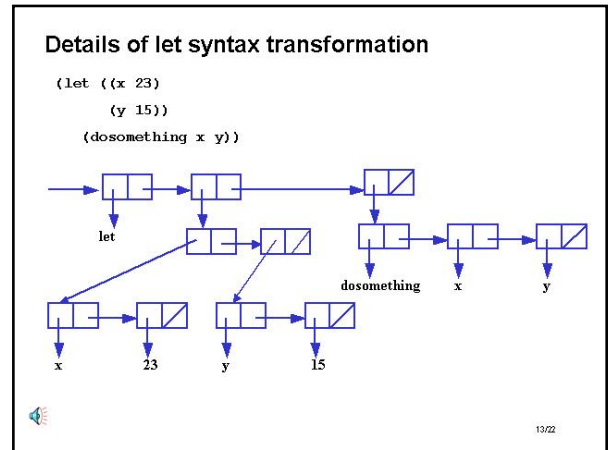 Details of let syntax transformation
(let ((x 23)
(y 15))
(dosomething x y))
let
dosomething x y
x 23 y 15
13/22